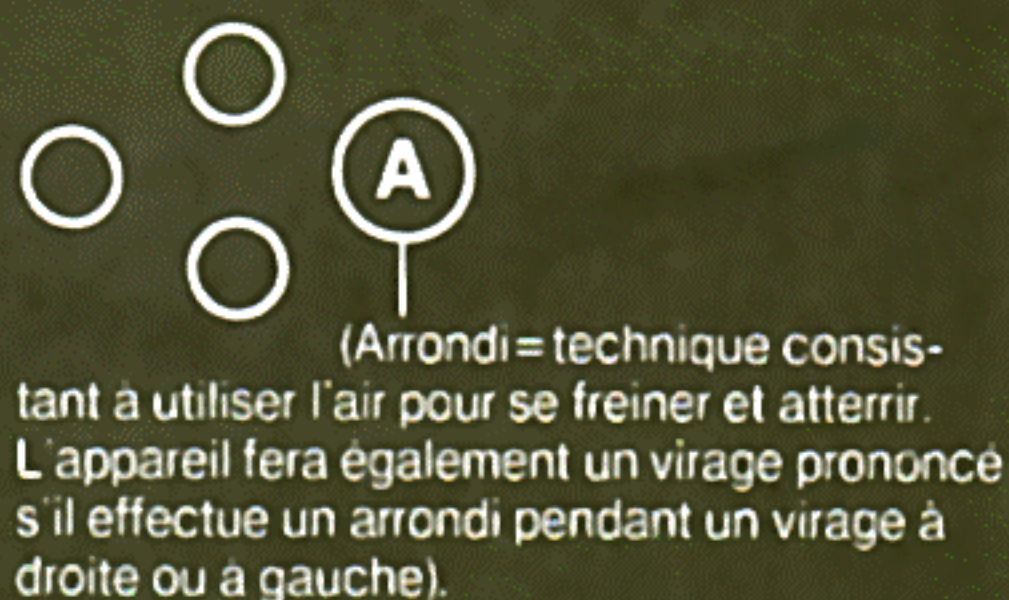 A
(Arrondi = technique consis-
tant à utiliser l'air pour se freiner et atterrir.
L'appareil fera également un virage prononcé
s'il effectue un arrondi pendant un virage à
droite ou à gauche).